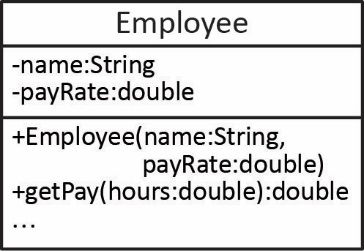 Employee
-name:String
-payRate:double
+Employee(name:String,
payRate:double)
+getPay(hours:double):double
...